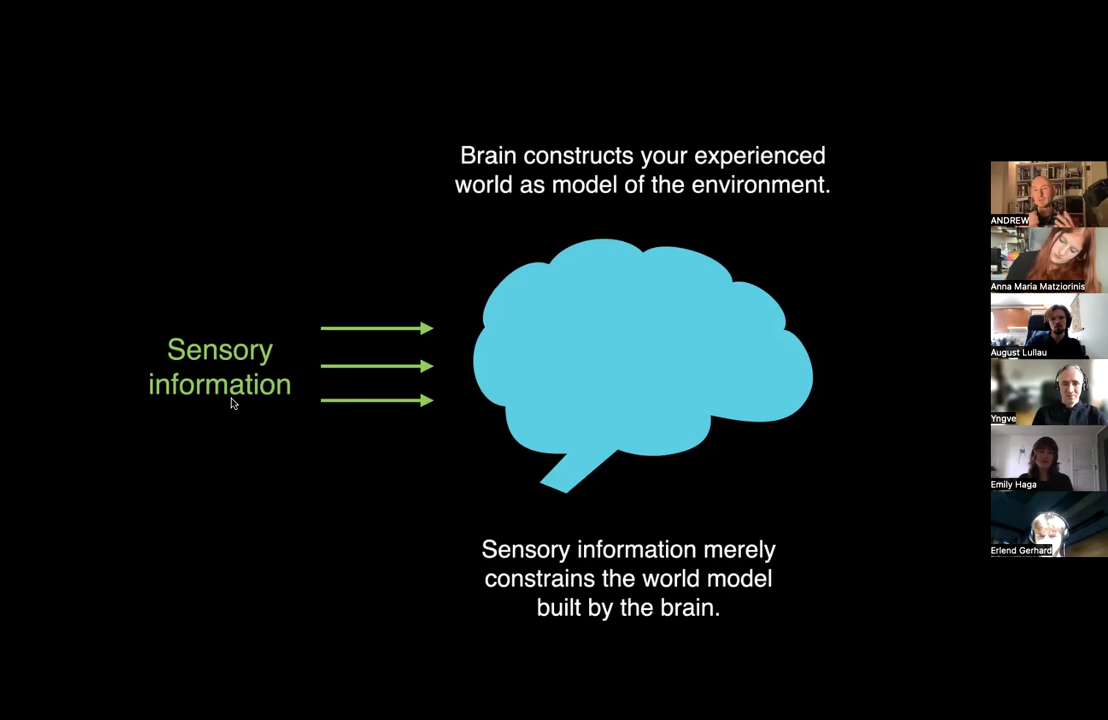 Brain constructs your experienced
world as model of the environment.
Sensory
information
Sensory information merely
constrains the world model
built by the brain.
ANDREW
Anna Maria Matziorinis
August Lullau
Yngve
Emily Haga
Erlend Gerhard